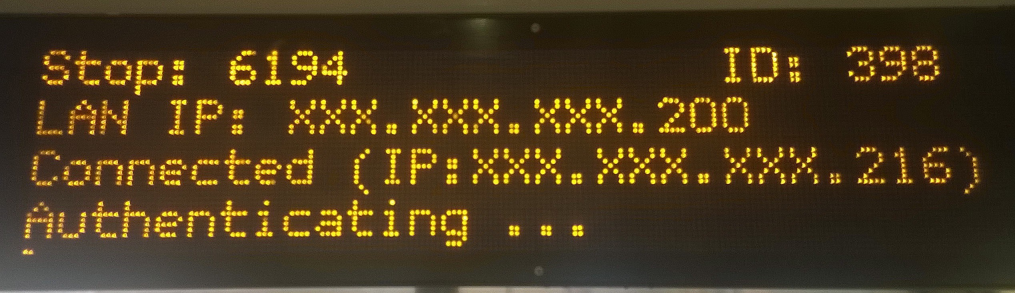 Stop: 6194 ID: 398
LAN IP: XXX.XXX.XXX.200
Connected (IP:XXX.XXX.XXX.216)
Authenticating ...